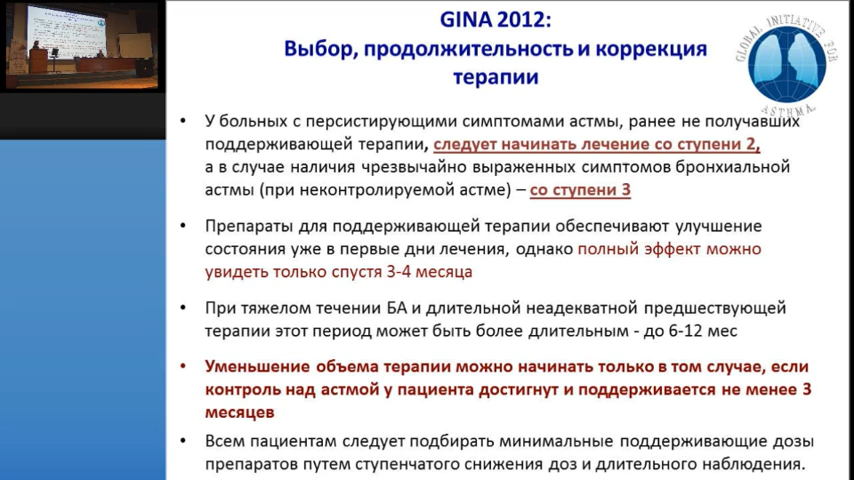 GINA 2012:
Выбор, продолжительность и коррекция
терапии
GLOBAL INITIATIVE FOR
ASTHMA
• У больных с персистирующими симптомами астмы, ранее не получавших
поддерживающей терапии, следует начинать лечение со ступени 2,
а в случае наличия чрезвычайно выраженных симптомов бронхиальной
астмы (при неконтролируемой астме) – со ступени 3
• Препараты для поддерживающей терапии обеспечивают улучшение
состояния уже в первые дни лечения, однако полный эффект можно
увидеть только спустя 3-4 месяца
• При тяжелом течении БА и длительной неадекватной предшествующей
терапии этот период может быть более длительным - до 6-12 мес
• Уменьшение объема терапии можно начинать только в том случае, если
контроль над астмой у пациента достигнут и поддерживается не менее 3
месяцев
• Всем пациентам следует подбирать минимальные поддерживающие дозы
препаратов путем ступенчатого снижения доз и длительного наблюдения.